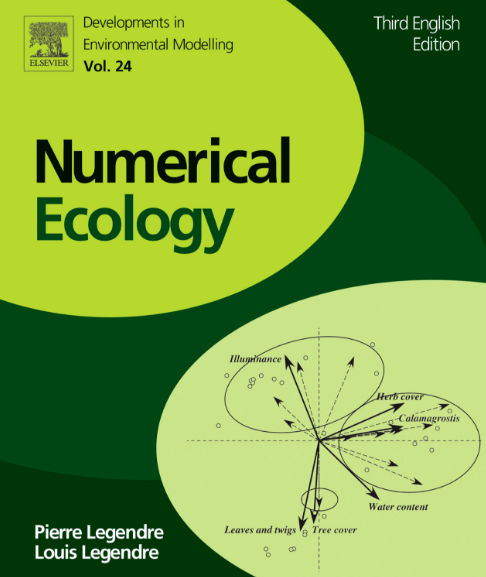 ELSEVIER
Developments in
Environmental Modelling
Vol. 24
Third English
Edition
Numerical
Ecology
Illuminance
Herb cover
Calamagrostis
Water content
Leaves and twigs
Tree cover
Pierre Legendre
Louis Legendre